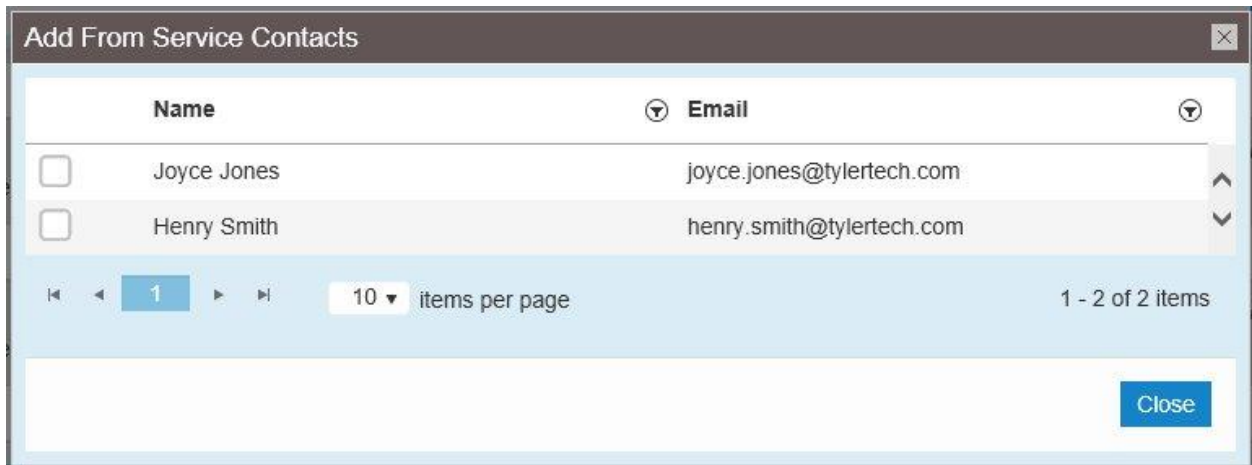 Add From Service Contacts
Name Email
Joyce Jones joyce.jones@tylertech.com
Henry Smith henry.smith@tylertech.com
1 10 items per page 1 - 2 of 2 items
Close